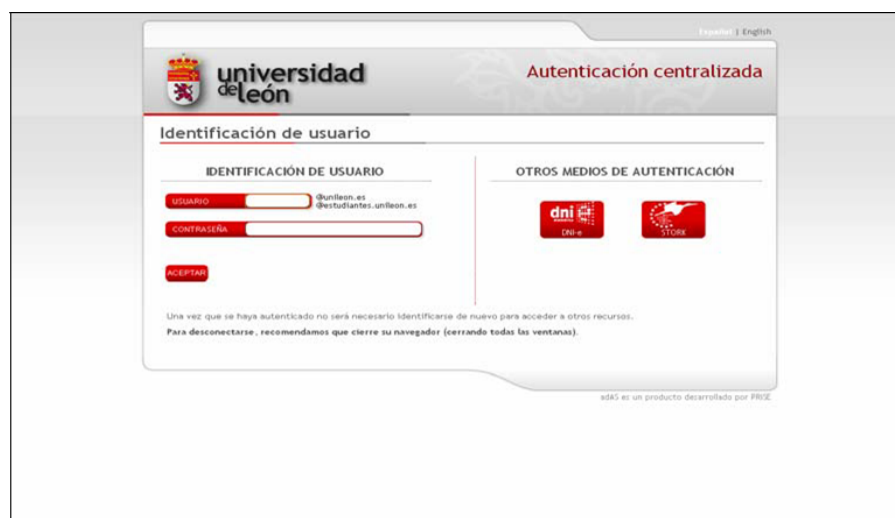 Español | English
universidad
de león
Autenticación centralizada
Identificación de usuario
IDENTIFICACIÓN DE USUARIO
USUARIO
@unileon.es
@estudiantes.unileon.es
CONTRASEÑA
ACEPTAR
OTROS MEDIOS DE AUTENTICACIÓN
dni
DNI-e
STORK
Una vez que se haya autenticado no será necesario identificarse de nuevo para acceder a otros recursos.
Para desconectarse, recomendamos que cierre su navegador (cerrando todas las ventanas).
adAS es un producto desarrollado por PRiSE